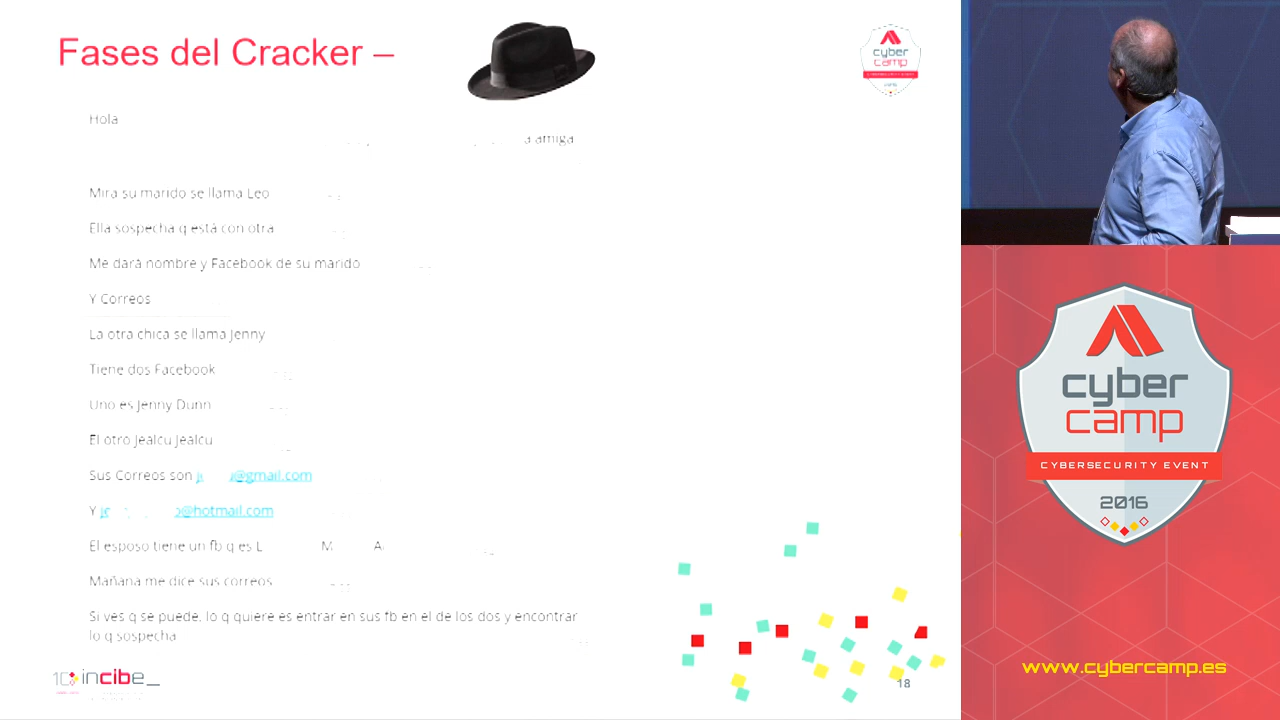 Fases del Cracker –
cyber
camp
Hola
a amiga
Mira su marido se llama Leo
Ella sospecha q está con otra
Me dará nombre y Facebook de su marido
Y Correos
La otra chica se llama Jenny
Tiene dos Facebook
Uno es Jenny Dunn
El otro Jealcu Jealcu
Sus Correos son @gmail.com
Y @hotmail.com
El esposo tiene un fb q es L M A
Mañana me dice sus correos
Si ves q se puede, lo q quiere es entrar en sus fb en el de los dos y encontrar
lo q sospecha
incibe_
18
cyber
camp
CYBERSECURITY EVENT
2016
www.cybercamp.es